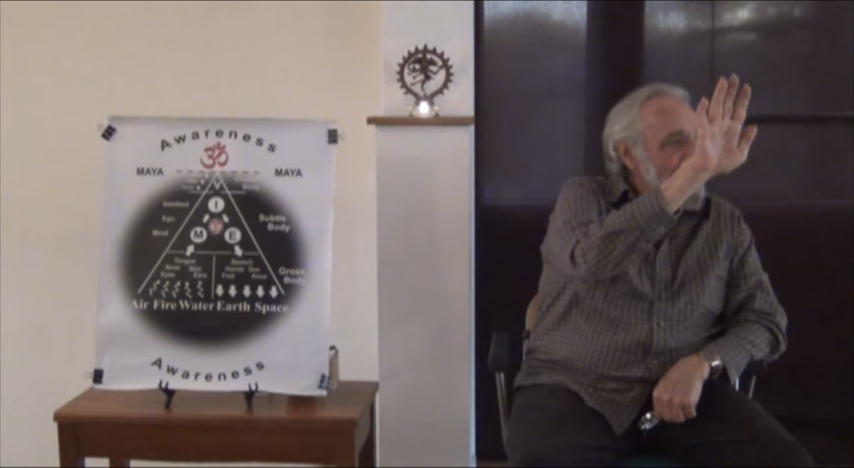 Awareness
ॐ
MAYA MAYA
V
Intellect
I
Ego
Subtle
Body
Mind
M E
Tongue Speech
Nose Skin Hands Sex
Eyes Ears Feet Anus
Gross
Body
Air Fire Water Earth Space
Awareness